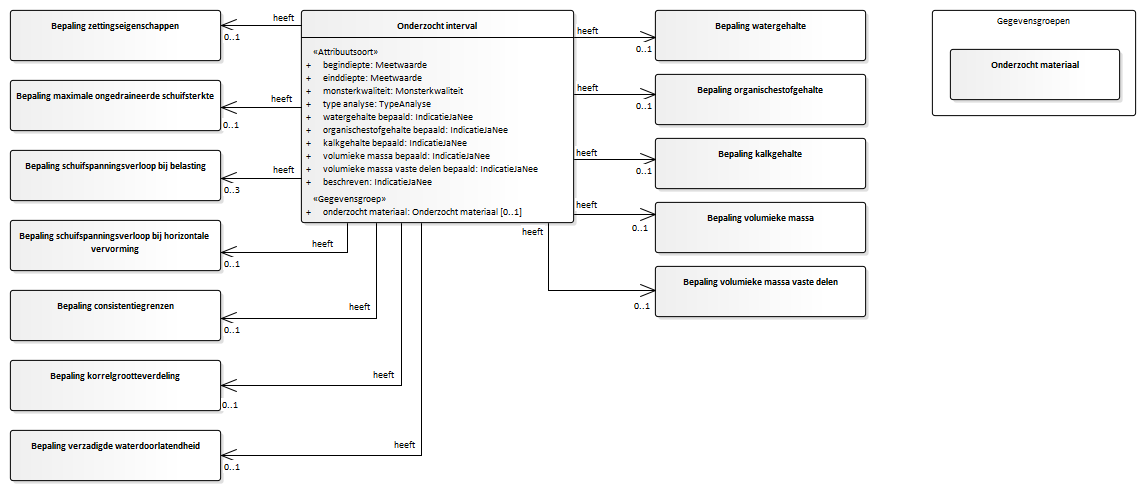 Bepaling zettingseigenschappen
heeft
0..1
Bepaling maximale ongedraineerde schuifsterkte
heeft
0..1
Bepaling schuifspanningsverloop bij belasting
heeft
0..3
Bepaling schuifspanningsverloop bij horizontale
vervorming
heeft
0..1
Bepaling consistentiegrenzen
heeft
0..1
Bepaling korrelgrootteverdeling
heeft
0..1
Bepaling verzadigde waterdoorlatendheid
heeft
0..1
Onderzocht interval
«Attribuutsoort»
+ begindiepte: Meetwaarde
+ einddiepte: Meetwaarde
+ monsterkwaliteit: Monsterkwaliteit
+ type analyse: TypeAnalyse
+ watergehalte bepaald: IndicatieJaNee
+ organischestofgehalte bepaald: IndicatieJaNee
+ kalkgehalte bepaald: IndicatieJaNee
+ volumieke massa bepaald: IndicatieJaNee
+ volumieke massa vaste delen bepaald: IndicatieJaNee
+ beschreven: IndicatieJaNee
«Gegevensgroep»
+ onderzocht materiaal: Onderzocht materiaal [0..1]
heeft
0..1
Bepaling watergehalte
heeft
0..1
Bepaling organischestofgehalte
heeft
0..1
Bepaling kalkgehalte
heeft
0..1
Bepaling volumieke massa
heeft
0..1
Bepaling volumieke massa vaste delen
Gegevensgroepen
Onderzocht materiaal